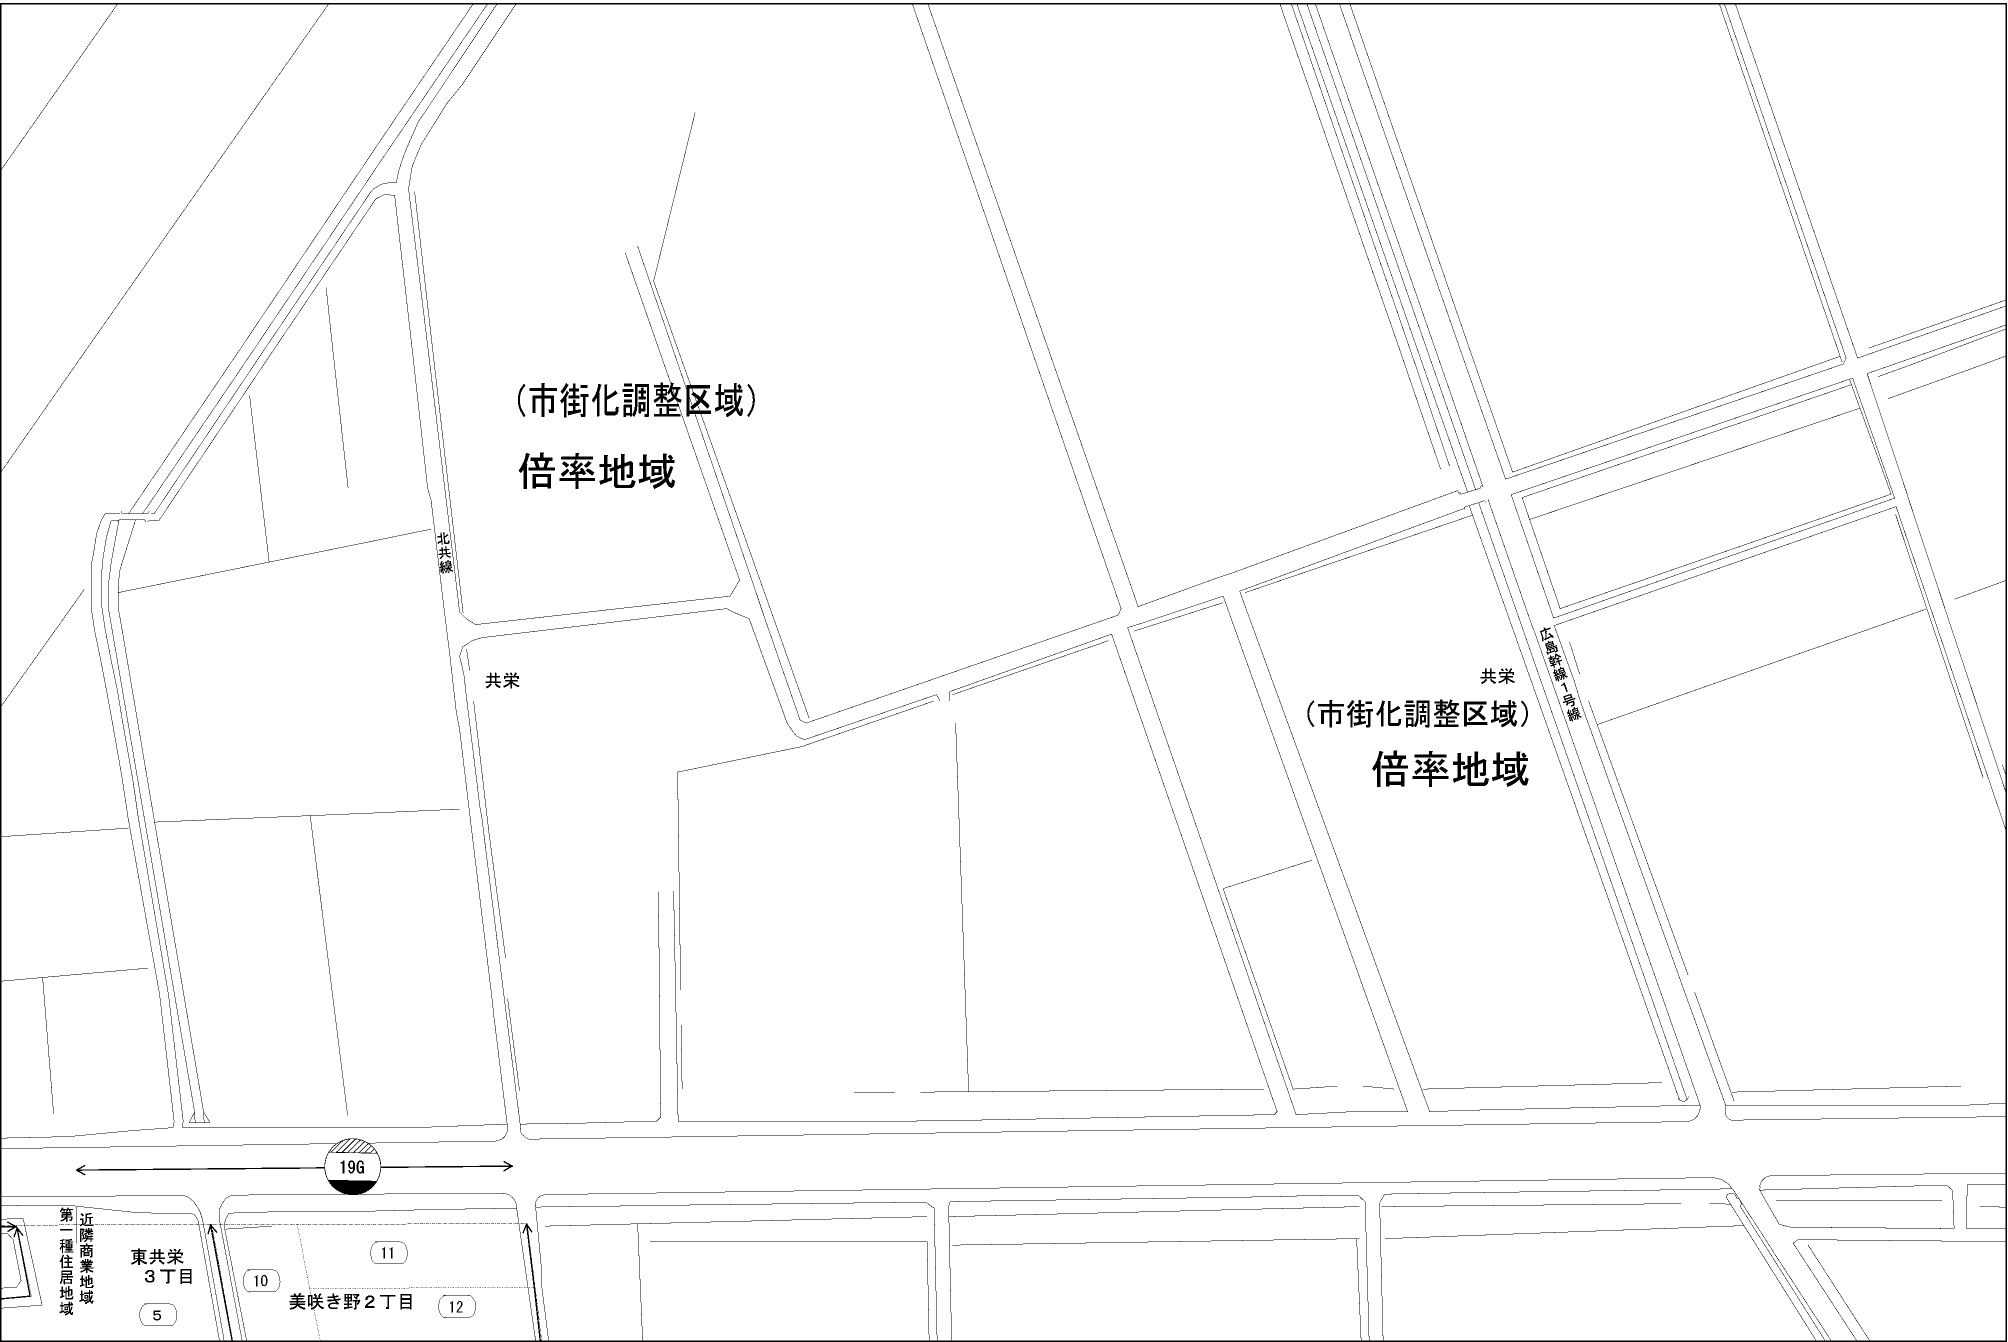 （市街化調整区域）
倍率地域
北共線
共栄
広島幹線１号線
共栄
（市街化調整区域）
倍率地域
19G
近隣商業地域
第一種住居地域
東共栄
３丁目
5
10
11
美咲き野２丁目
12